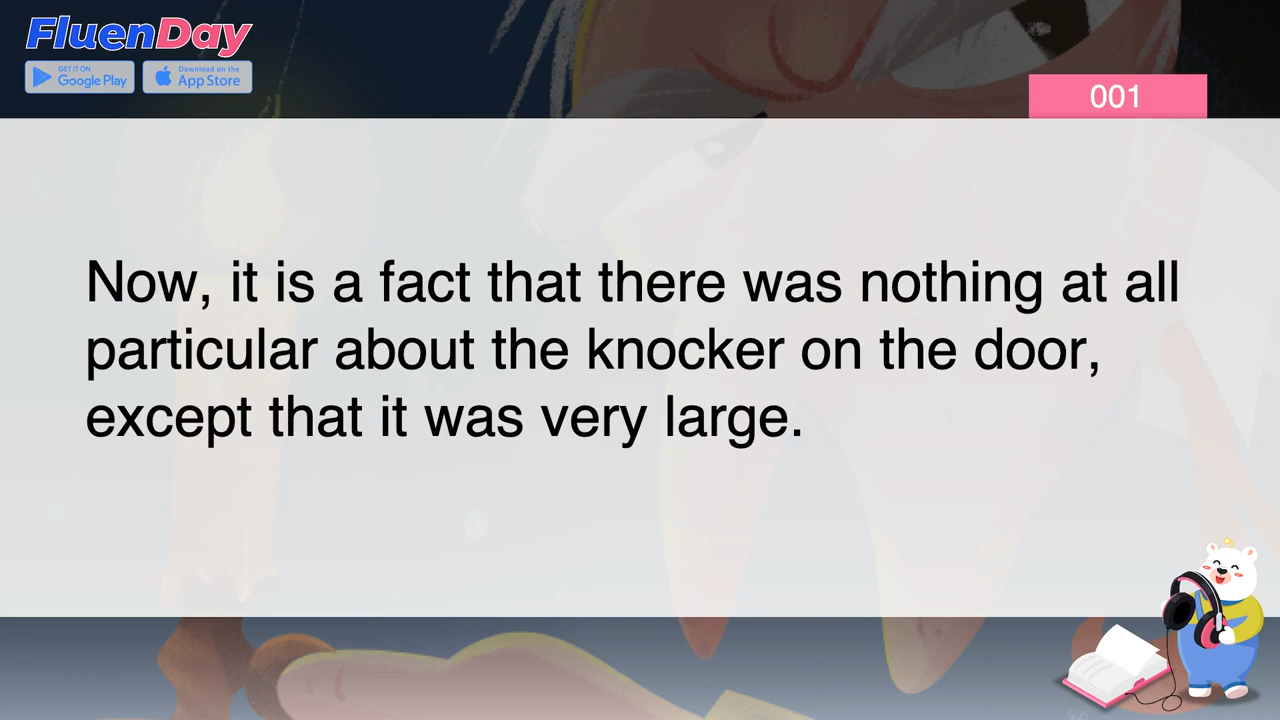 FluenDay
GET IT ON
Google Play
Download on the
App Store
001
Now, it is a fact that there was nothing at all
particular about the knocker on the door,
except that it was very large.